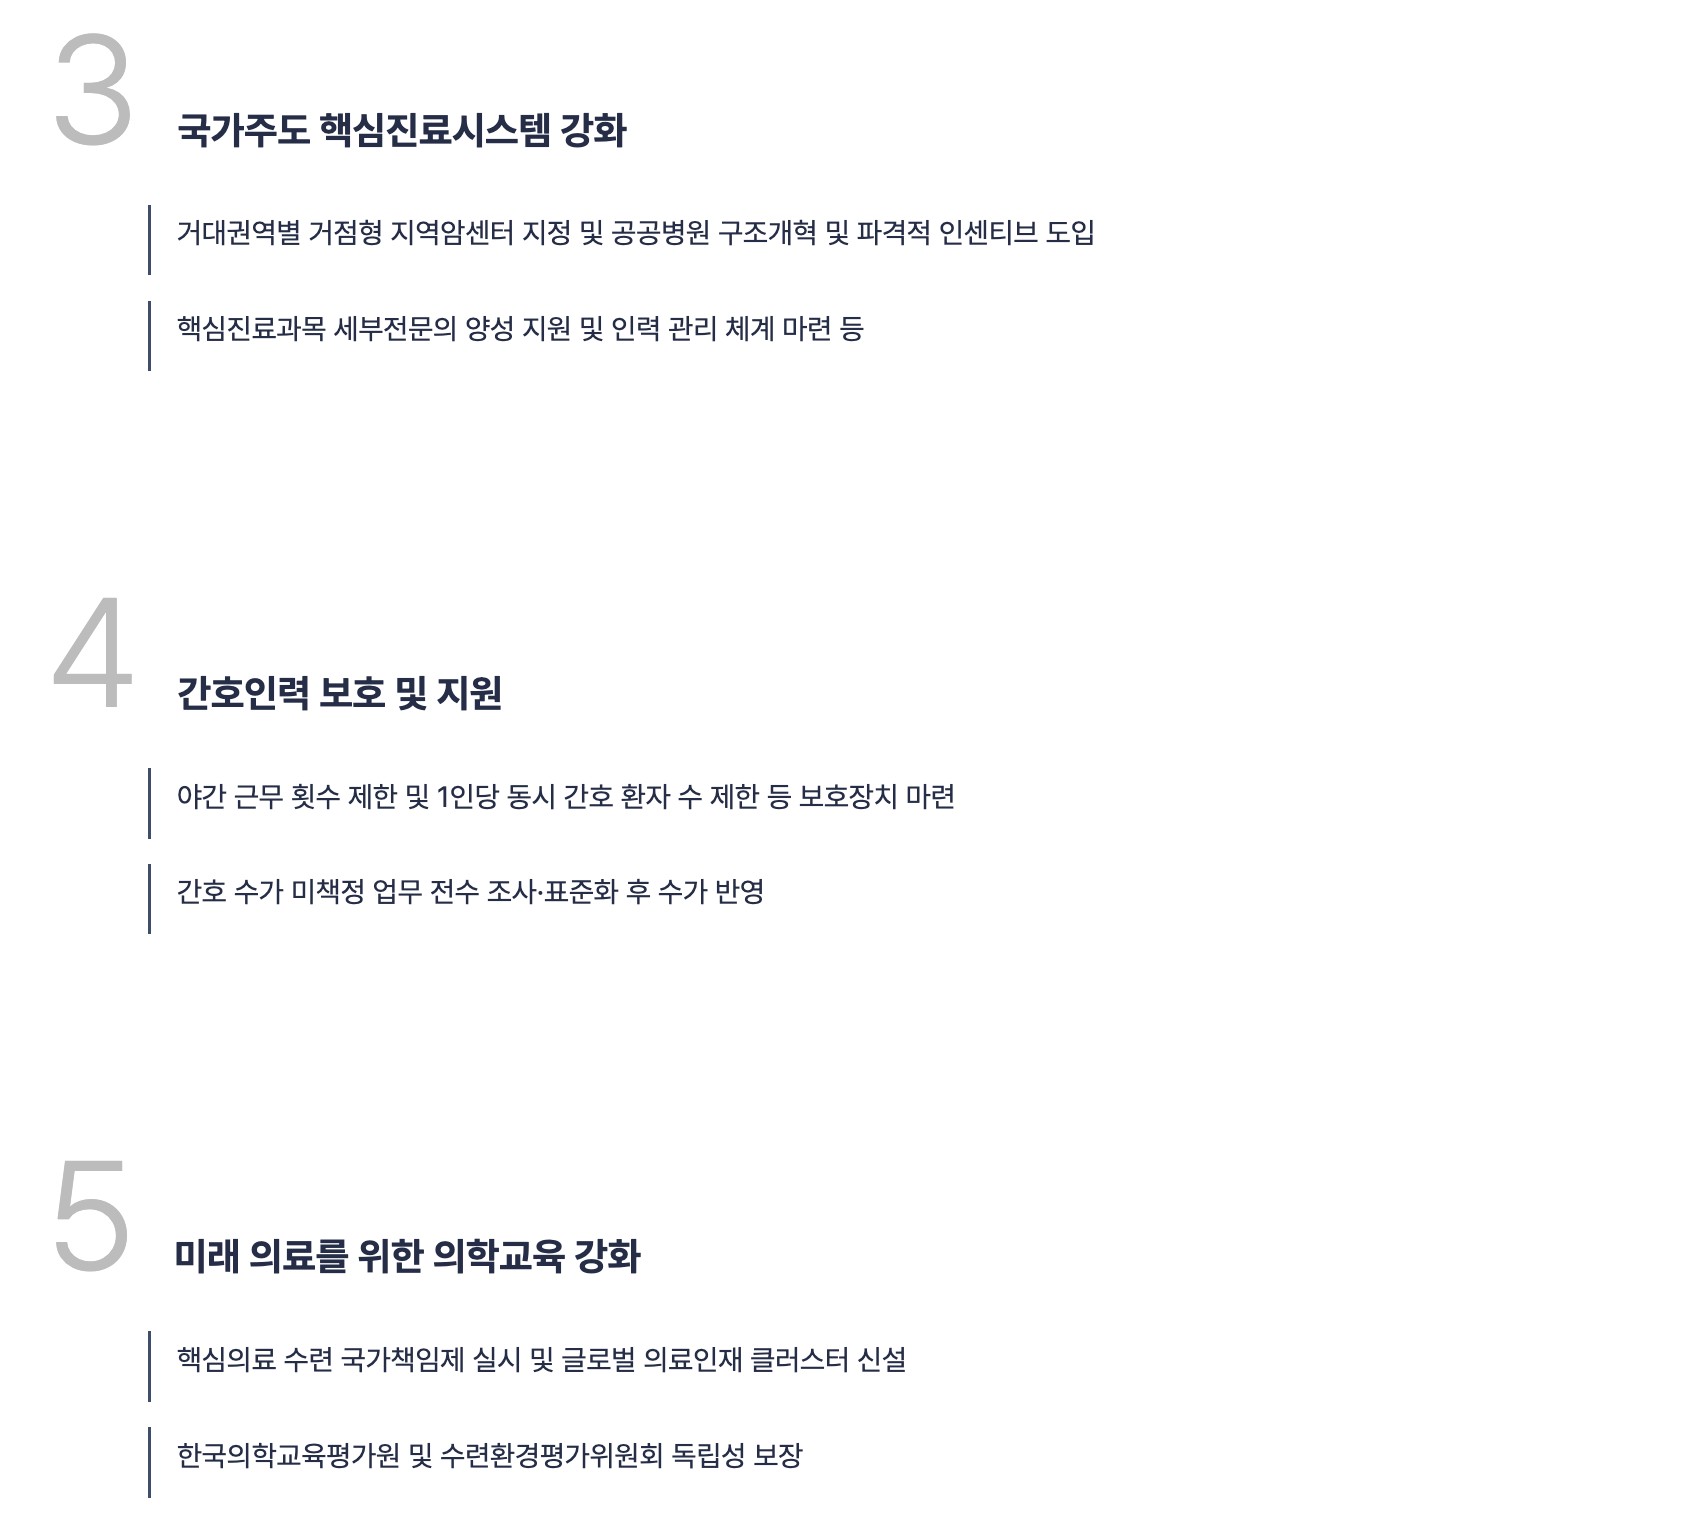 3
국가주도 핵심진료시스템 강화
거대권역별 거점형 지역암센터 지정 및 공공병원 구조개혁 및 파격적 인센티브 도입
핵심진료과목 세부전문의 양성 지원 및 인력 관리 체계 마련 등
4
간호인력 보호 및 지원
야간 근무 횟수 제한 및 1인당 동시 간호 환자 수 제한 등 보호장치 마련
간호 수가 미책정 업무 전수 조사·표준화 후 수가 반영
5
미래 의료를 위한 의학교육 강화
핵심의료 수련 국가책임제 실시 및 글로벌 의료인재 클러스터 신설
한국의학교육평가원 및 수련환경평가위원회 독립성 보장